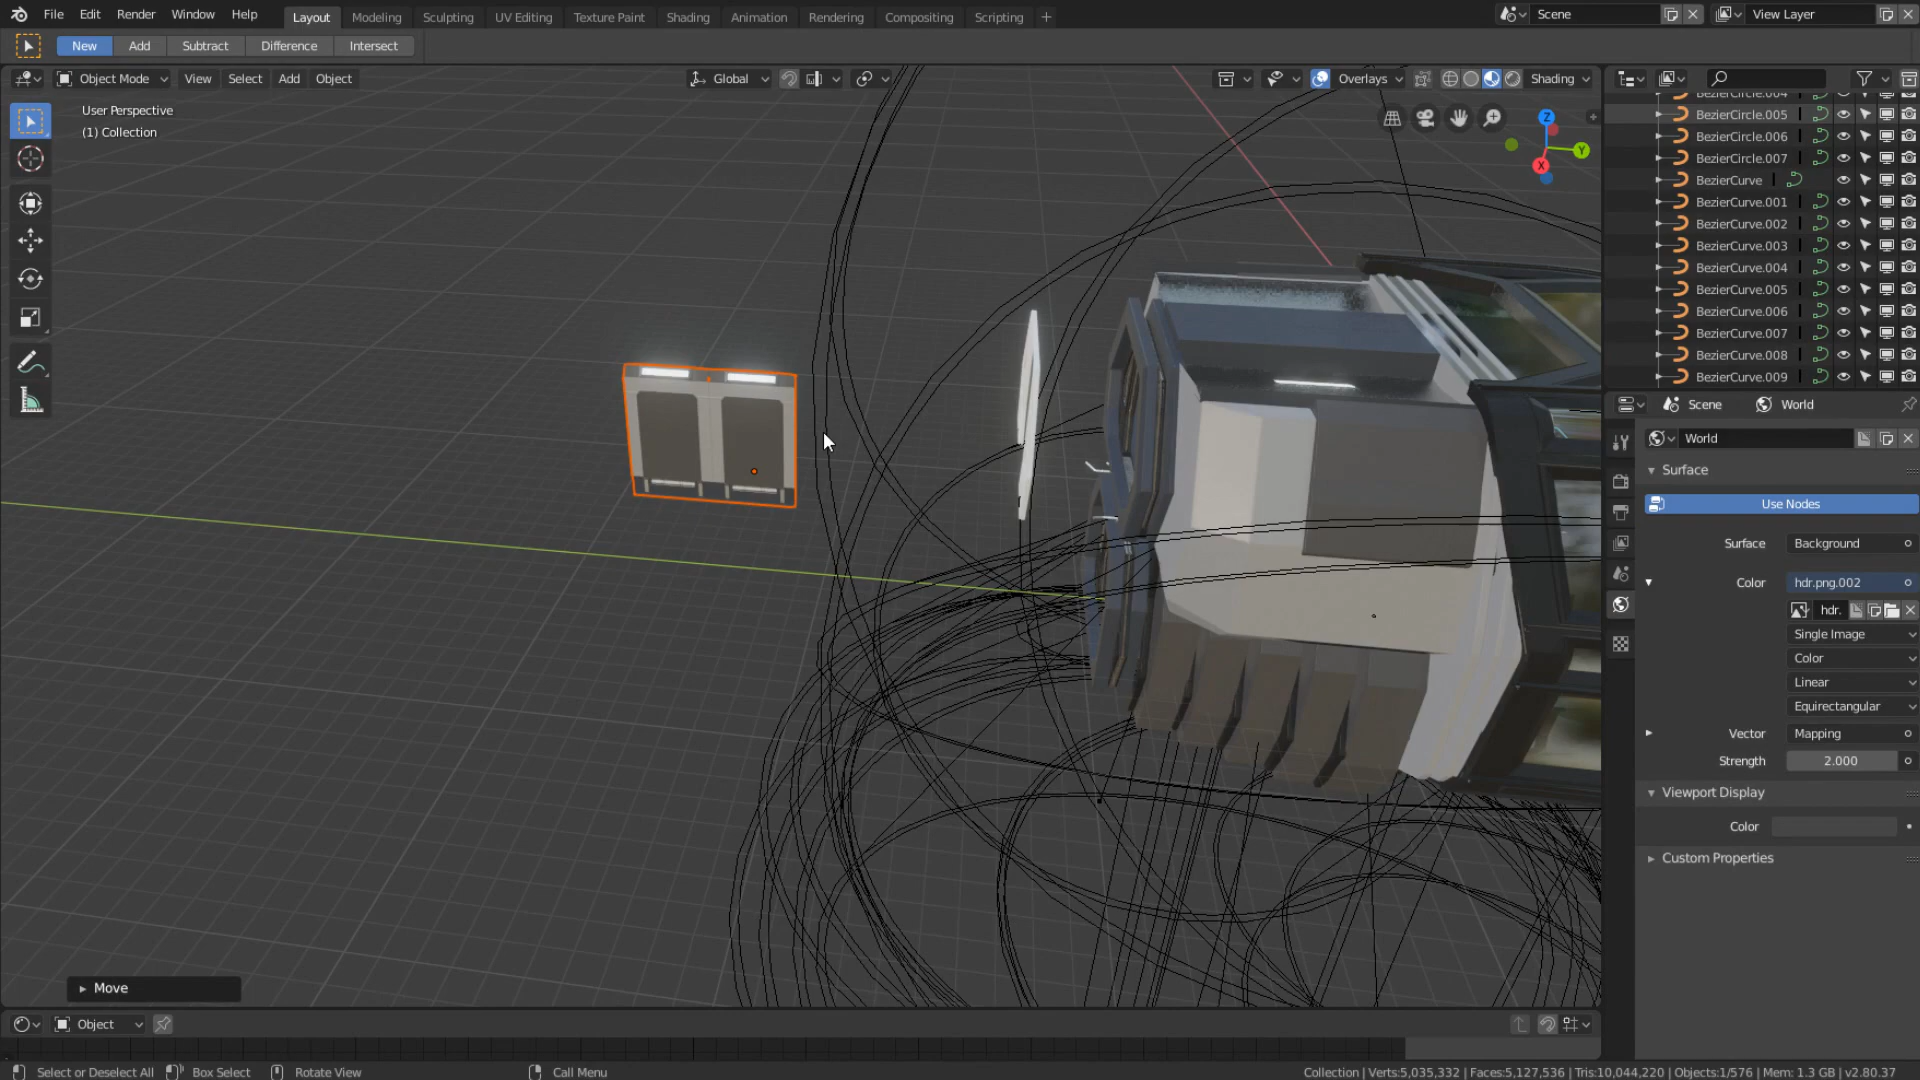 File Edit Render Window Help
Layout Modeling Sculpting UV Editing Texture Paint Shading Animation Rendering Compositing Scripting +
Scene
View Layer
New Add Subtract Difference Intersect
Object Mode View Select Add Object
Global
Overlays
Shading
User Perspective
(1) Collection
Z
Y
X
BezierCircle.004
BezierCircle.005
BezierCircle.006
BezierCircle.007
BezierCurve
BezierCurve.001
BezierCurve.002
BezierCurve.003
BezierCurve.004
BezierCurve.005
BezierCurve.006
BezierCurve.007
BezierCurve.008
BezierCurve.009
Scene World
World
Surface
Use Nodes
Surface Background
Color hdr.png.002
hdr.
Single Image
Color
Linear
Equirectangular
Vector Mapping
Strength 2.000
Viewport Display
Color
Custom Properties
Move
Object
Select or Deselect All Box Select Rotate View Call Menu
Collection | Verts:5,035,332 | Faces:5,127,536 | Tris:10,044,220 | Objects:1/576 | Mem: 1.3 GB | v2.80.37